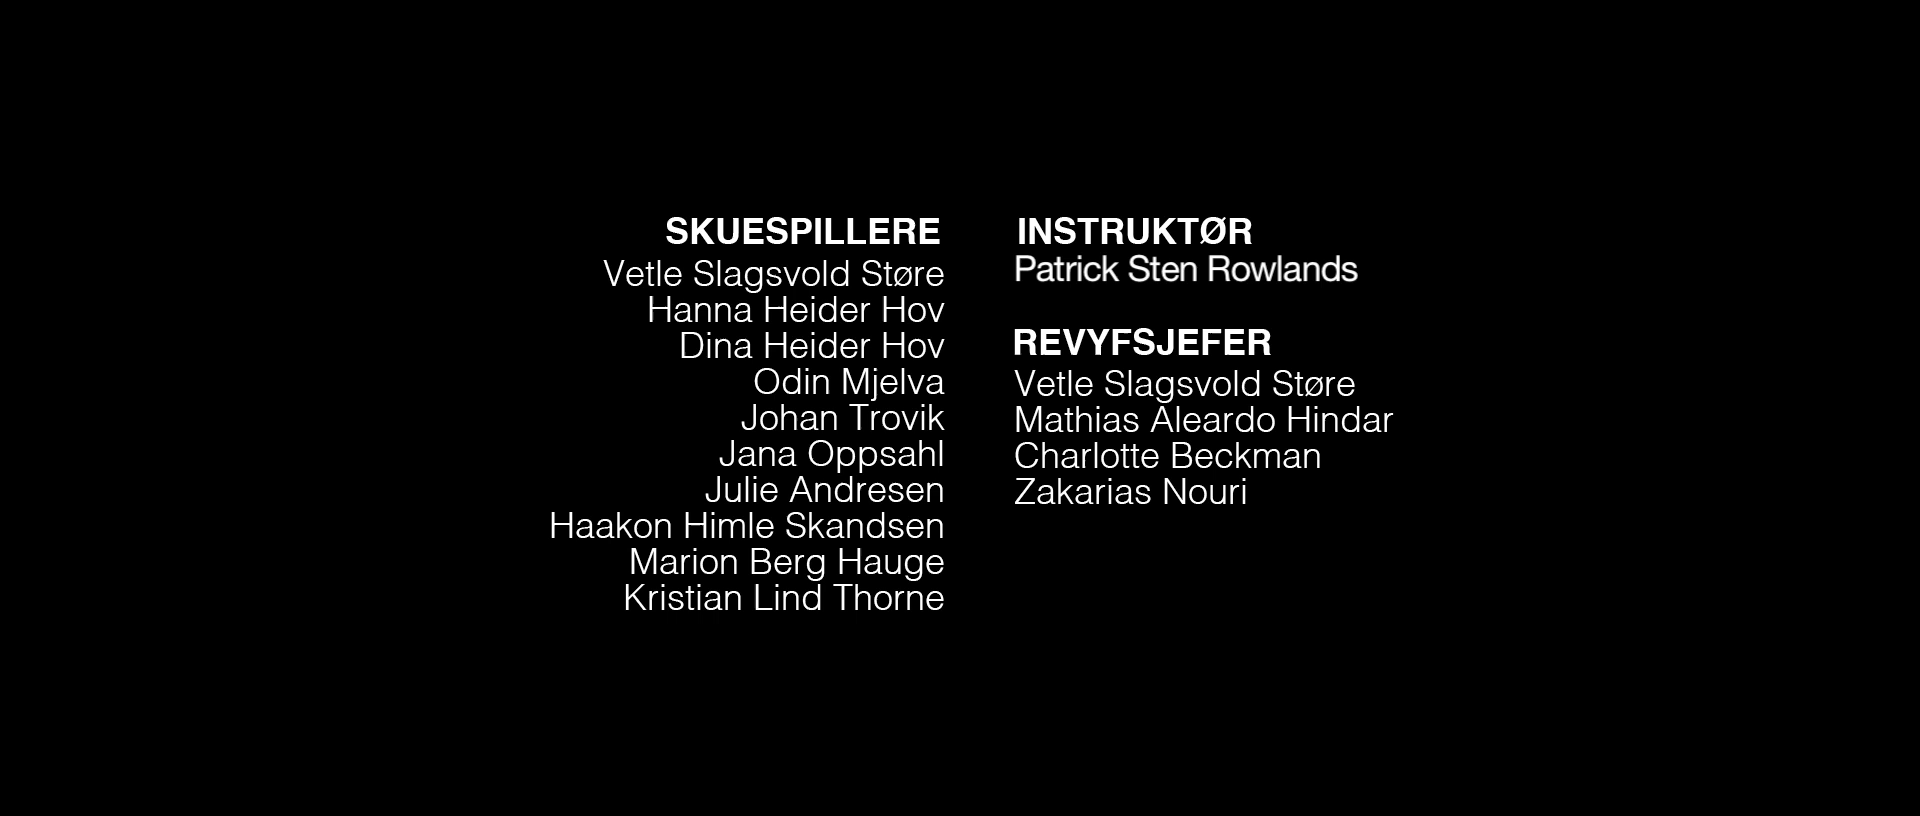 SKUESPILLERE
Vetle Slagsvold Støre
Hanna Heider Hov
Dina Heider Hov
Odin Mjelva
Johan Trovik
Jana Oppsahl
Julie Andresen
Haakon Himle Skandsen
Marion Berg Hauge
Kristian Lind Thorne
INSTRUKTØR
Patrick Sten Rowlands
REVYFSJEFER
Vetle Slagsvold Støre
Mathias Aleardo Hindar
Charlotte Beckman
Zakarias Nouri